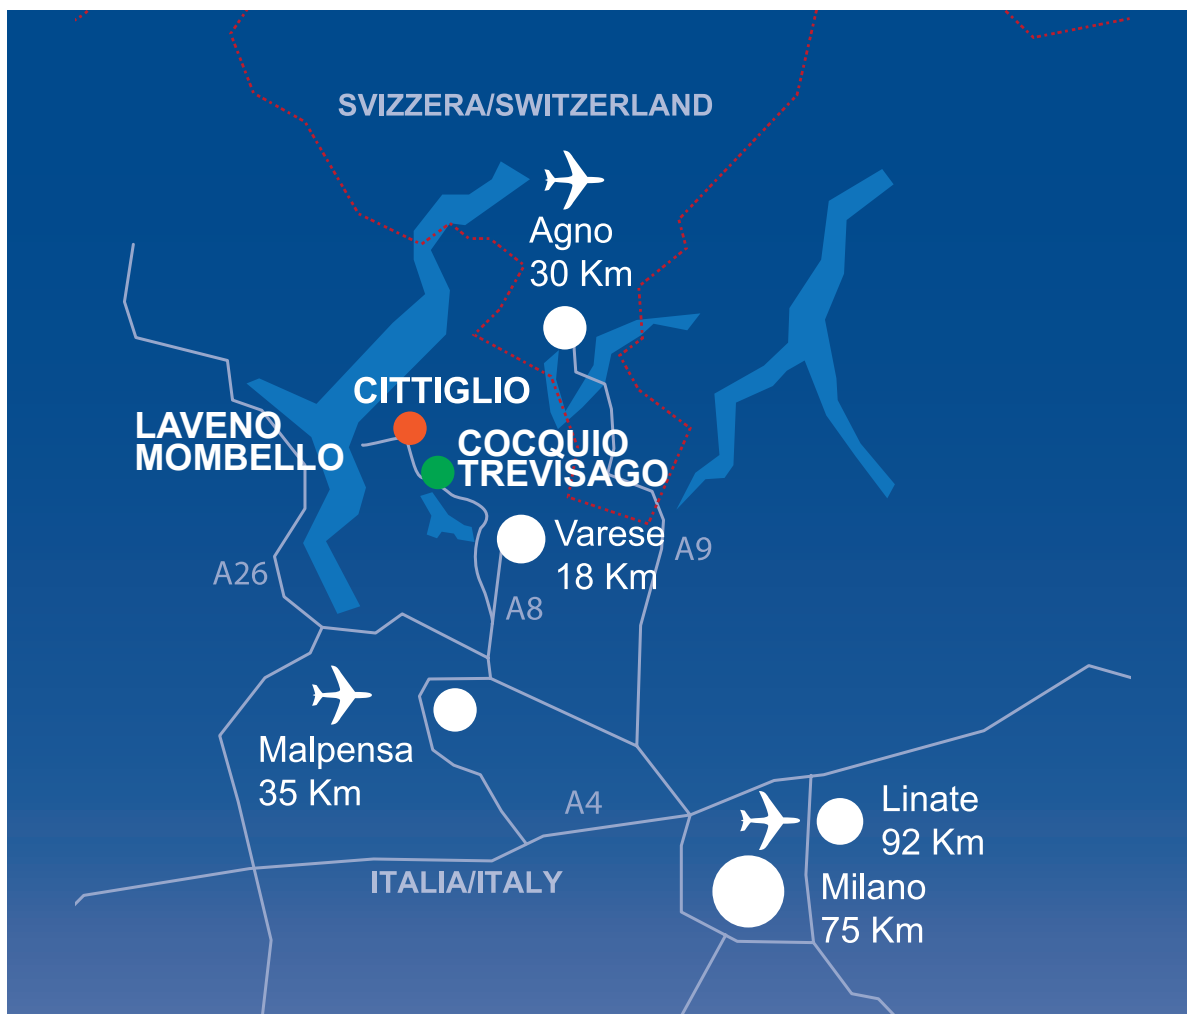 SVIZZERA/SWITZERLAND
Agno
30 Km
CITTIGLIO
LAVENO
MOMBELLO
COCQUIO
TREVISAGO
Varese
18 Km
A9
A26
A8
Malpensa
35 Km
A4
Linate
92 Km
ITALIA/ITALY
Milano
75 Km